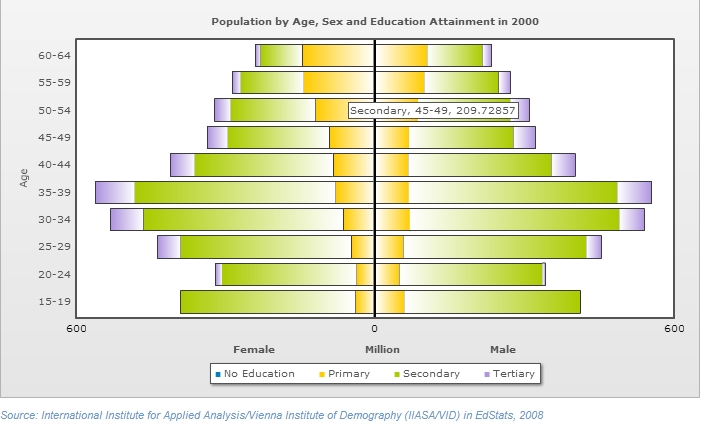 Population by Age, Sex and Education Attainment in 2000
60-64
55-59
50-54
Secondary, 45-49, 209.72857
45-49
40-44
Age
35-39
30-34
25-29
20-24
15-19
600 0 600
Female Million Male
No Education Primary Secondary Tertiary
Source: International Institute for Applied Analysis/Vienna Institute of Demography (IIASA/VID) in EdStats, 2008